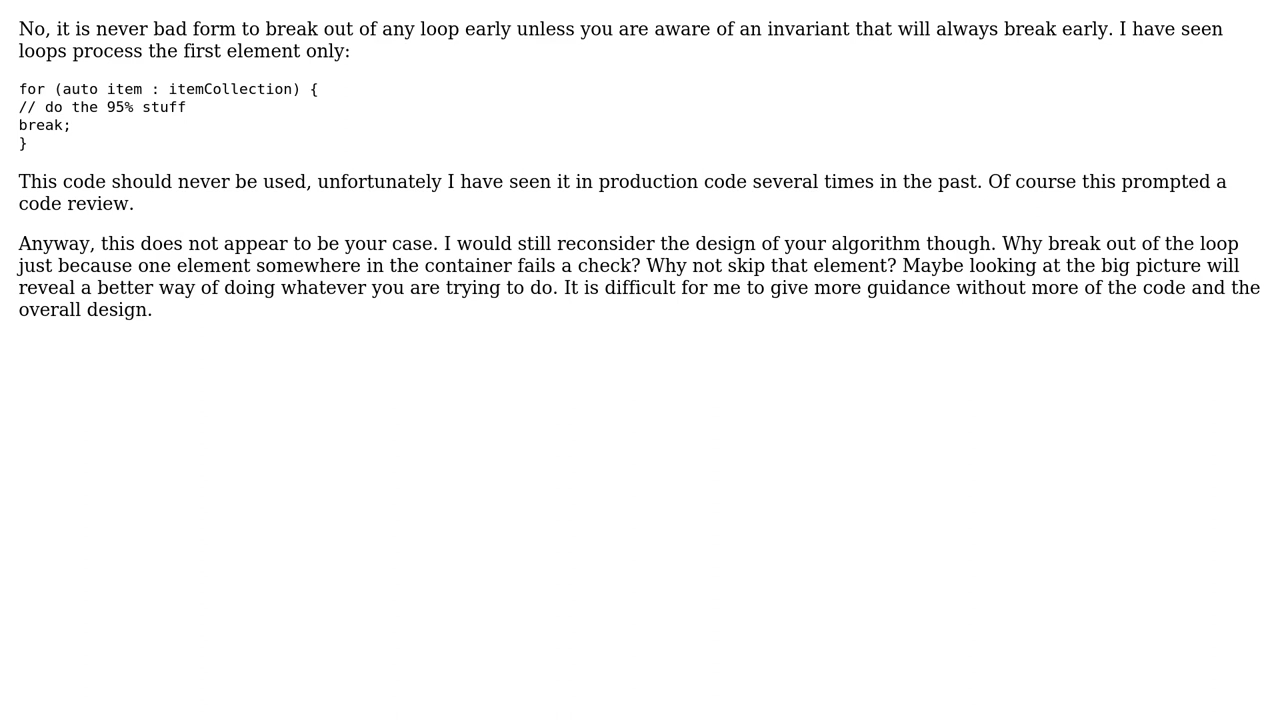 No, it is never bad form to break out of any loop early unless you are aware of an invariant that will always break early. I have seen
loops process the first element only:
for (auto item : itemCollection) {
// do the 95% stuff
break;
}
This code should never be used, unfortunately I have seen it in production code several times in the past. Of course this prompted a
code review.
Anyway, this does not appear to be your case. I would still reconsider the design of your algorithm though. Why break out of the loop
just because one element somewhere in the container fails a check? Why not skip that element? Maybe looking at the big picture will
reveal a better way of doing whatever you are trying to do. It is difficult for me to give more guidance without more of the code and the
overall design.